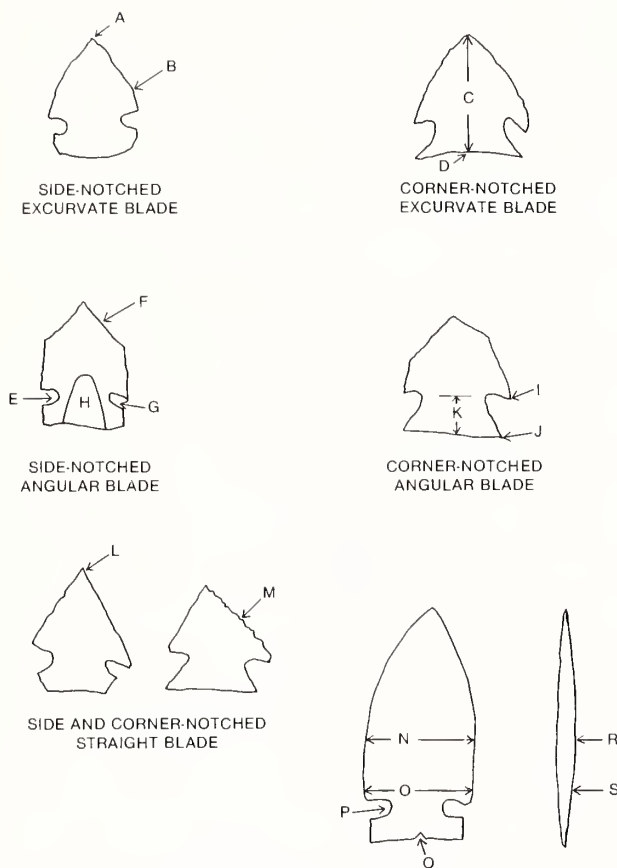 A
B
C
D
SIDE-NOTCHED
EXCURVATE BLADE
CORNER-NOTCHED
EXCURVATE BLADE
F
E
H
G
I
K
J
SIDE-NOTCHED
ANGULAR BLADE
CORNER-NOTCHED
ANGULAR BLADE
L
M
SIDE AND CORNER-NOTCHED
STRAIGHT BLADE
N
R
O
S
P
Q